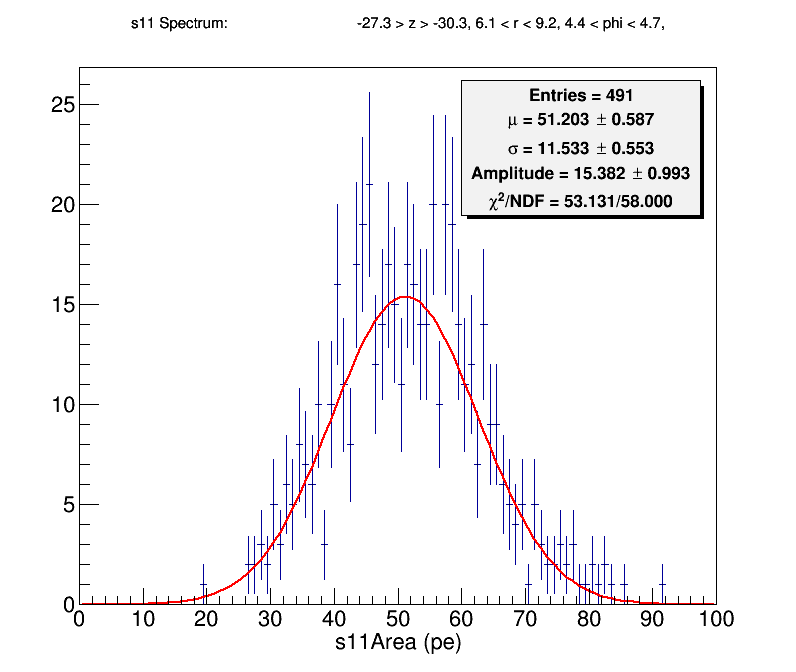 s11 Spectrum: -27.3 > z > -30.3, 6.1 < r < 9.2, 4.4 < phi < 4.7,
Entries = 491
μ = 51.203 ± 0.587
σ = 11.533 ± 0.553
Amplitude = 15.382 ± 0.993
χ²/NDF = 53.131/58.000
25
20
15
10
5
0
0 10 20 30 40 50 60 70 80 90 100
s11Area (pe)